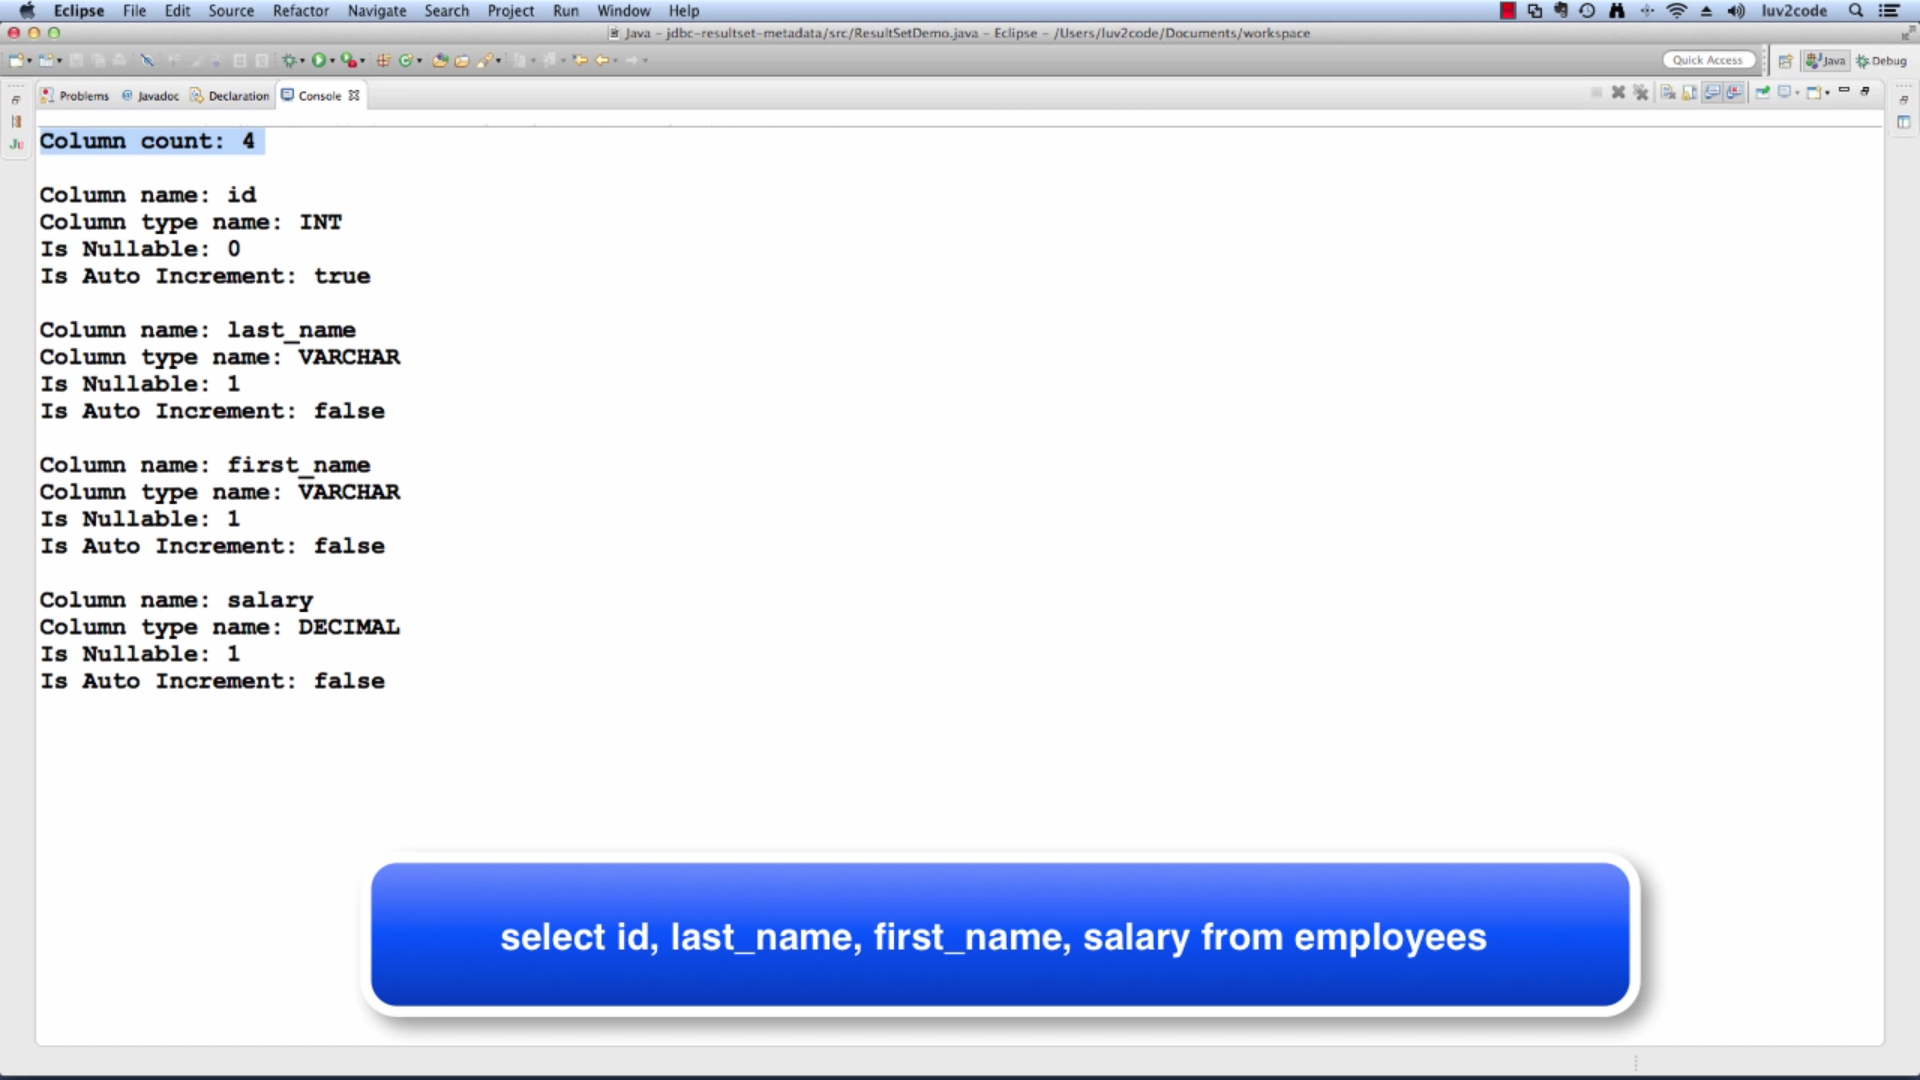 Eclipse File Edit Source Refactor Navigate Search Project Run Window Help luv2code
Java – jdbc-resultset-metadata/src/ResultSetDemo.java – Eclipse – /Users/luv2code/Documents/workspace
Quick Access Java Debug
Problems Javadoc Declaration Console
Column count: 4
Column name: id
Column type name: INT
Is Nullable: 0
Is Auto Increment: true
Column name: last_name
Column type name: VARCHAR
Is Nullable: 1
Is Auto Increment: false
Column name: first_name
Column type name: VARCHAR
Is Nullable: 1
Is Auto Increment: false
Column name: salary
Column type name: DECIMAL
Is Nullable: 1
Is Auto Increment: false
select id, last_name, first_name, salary from employees